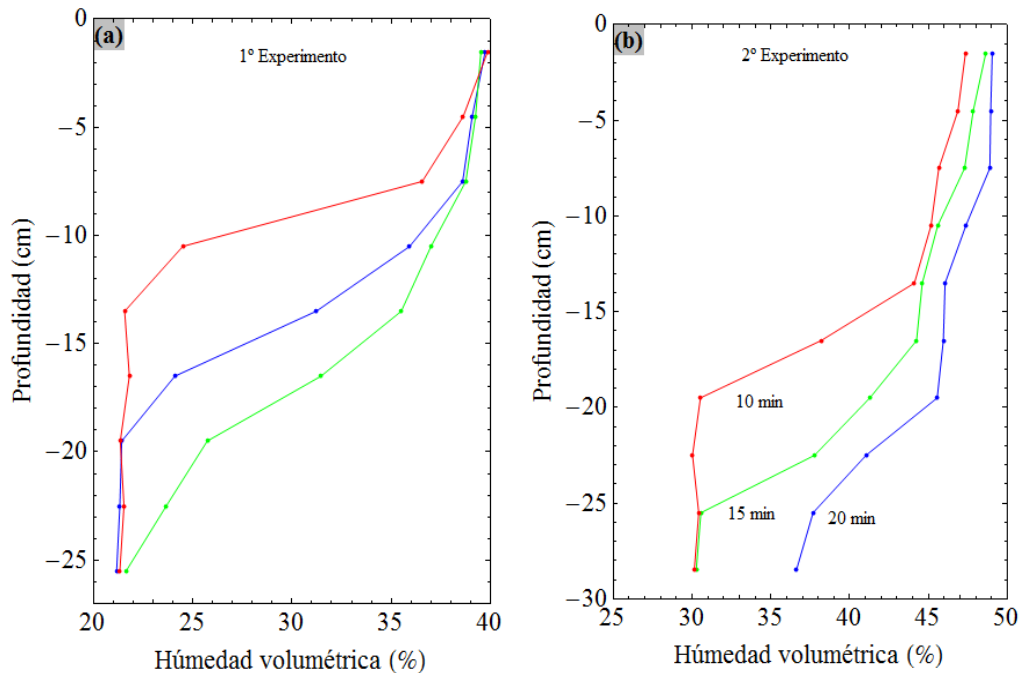 (a)
1º Experimento
0
−5
−10
−15
−20
−25
Profundidad (cm)
20 25 30 35 40
Húmedad volumétrica (%)
(b)
2º Experimento
0
−5
−10
−15
−20
−25
−30
Profundidad (cm)
10 min
15 min
20 min
25 30 35 40 45 50
Húmedad volumétrica (%)